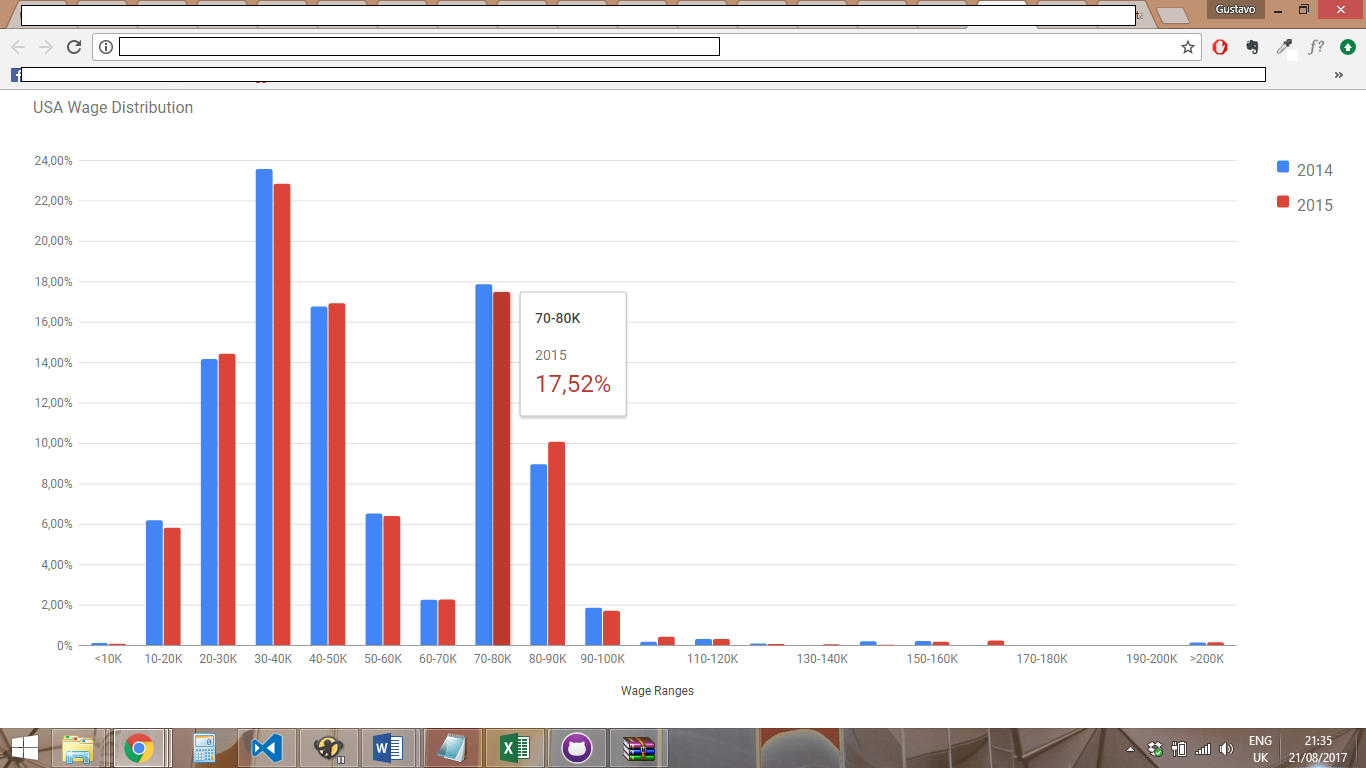 Gustavo
f?
»
USA Wage Distribution
24,00%
22,00%
20,00%
18,00%
16,00%
14,00%
12,00%
10,00%
8,00%
6,00%
4,00%
2,00%
0%
2014
2015
70-80K
2015
17,52%
<10K 10-20K 20-30K 30-40K 40-50K 50-60K 60-70K 70-80K 80-90K 90-100K 110-120K 130-140K 150-160K 170-180K 190-200K >200K
Wage Ranges
ENG 21:35
UK 21/08/2017